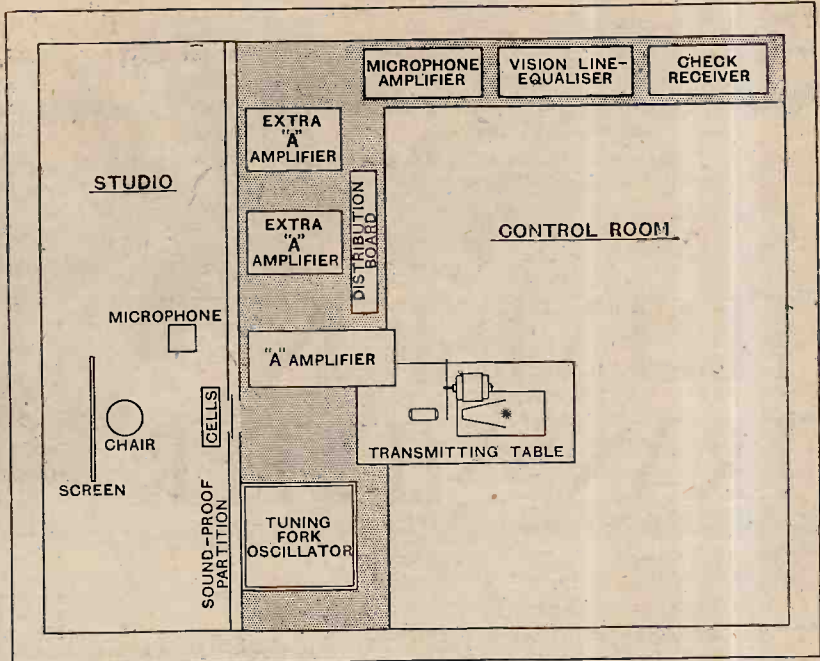 MICROPHONE
AMPLIFIER
VISION LINE-
EQUALISER
CHECK
RECEIVER
EXTRA
"A"
AMPLIFIER
STUDIO
EXTRA
"A"
AMPLIFIER
DISTRIBUTION
BOARD
CONTROL ROOM
MICROPHONE
"A" AMPLIFIER
CELLS
CHAIR
SCREEN
TRANSMITTING TABLE
SOUND-PROOF
PARTITION
TUNING
FORK
OSCILLATOR